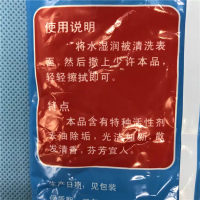 使用说明
将水湿润被清洗表
面,然后撒上少许本品,
轻轻擦拭即可。
特点
本品含有特种活性剂
去油除垢、光洁如新、散
发清香、芬芳宜人。
生产日期:见包装